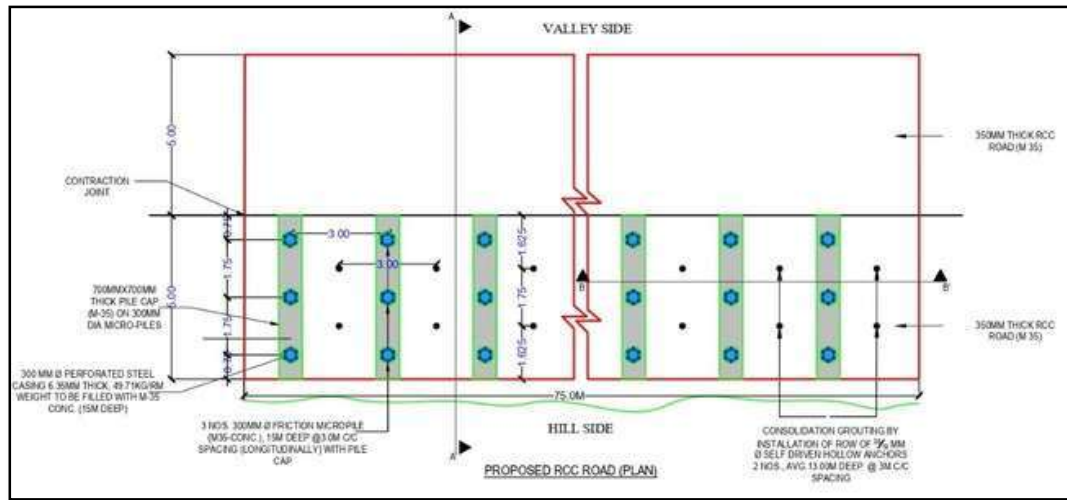 A
VALLEY SIDE
5.00
350MM THICK RCC
ROAD (M 35)
CONTRACTION
JOINT
0.75
3.00
1.625
3.00
1.75
1.75
B
B'
700MMX700MM
THICK PILE CAP
(M-35) ON 300MM
DIA MICRO-PILES
5.00
1.75
1.625
350MM THICK RCC
ROAD (M 35)
0.75
300 MM Ø PERFORATED STEEL
CASING 6.35MM THICK, 49.71KG/RM
WEIGHT TO BE FILLED WITH M-35
CONC. (15M DEEP)
75.0M
3 NOS. 300MM Ø FRICTION MICROPILE
(M35-CONC.), 15M DEEP @3.0M C/C
SPACING (LONGITUDINALLY) WITH PILE
CAP
HILL SIDE
CONSOLIDATION GROUTING BY
INSTALLATION OF ROW OF MM
Ø SELF DRIVEN HOLLOW ANCHORS
2 NOS., AVG 13.00M DEEP @ 3M C/C
SPACING
A'
PROPOSED RCC ROAD (PLAN)